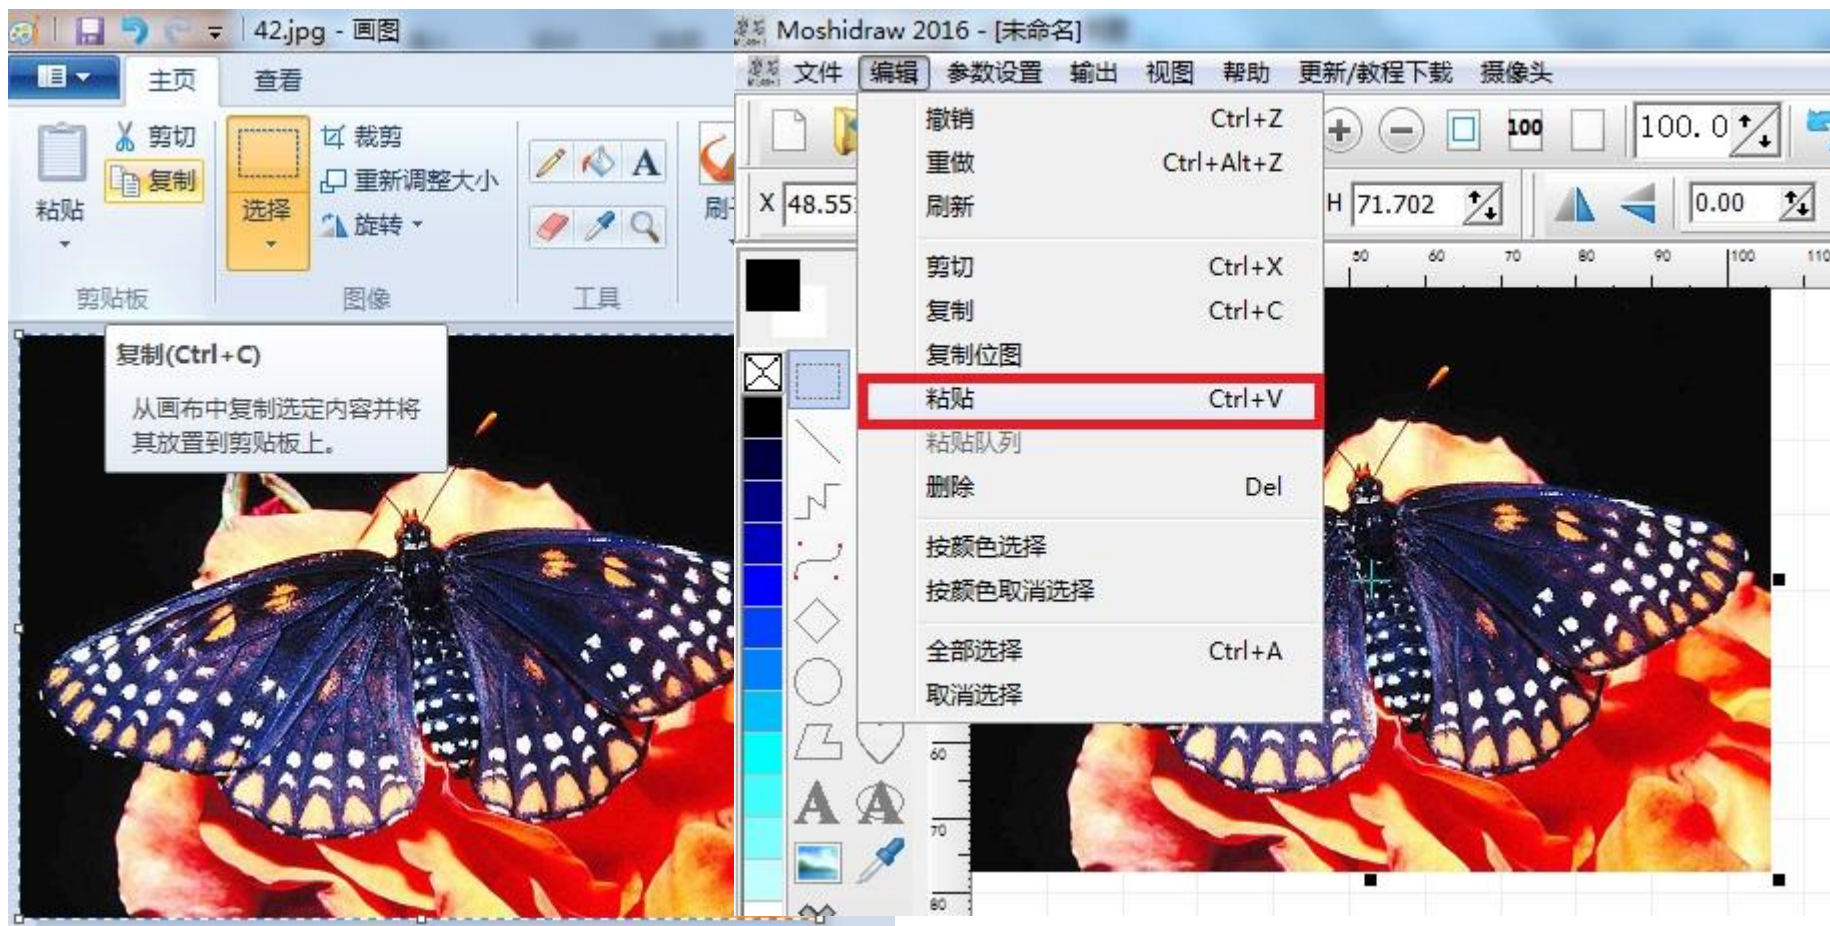 42.jpg - 画图
主页 查看
剪切
复制
粘贴
选择
裁剪
重新调整大小
旋转
A
剪贴板 图像 工具
复制(Ctrl+C)
从画布中复制选定内容并将
其放置到剪贴板上。
Moshidraw 2016 - [未命名]
文件 编辑 参数设置 输出 视图 帮助 更新/教程下载 摄像头
100 100.0
X 48.55
H 71.702 0.00
撤销 Ctrl+Z
重做 Ctrl+Alt+Z
刷新
剪切 Ctrl+X
复制 Ctrl+C
复制位图
粘贴 Ctrl+V
粘贴队列
删除 Del
按颜色选择
按颜色取消选择
全部选择 Ctrl+A
取消选择
50 60 70 80 90 100 110
60
70
80
A A